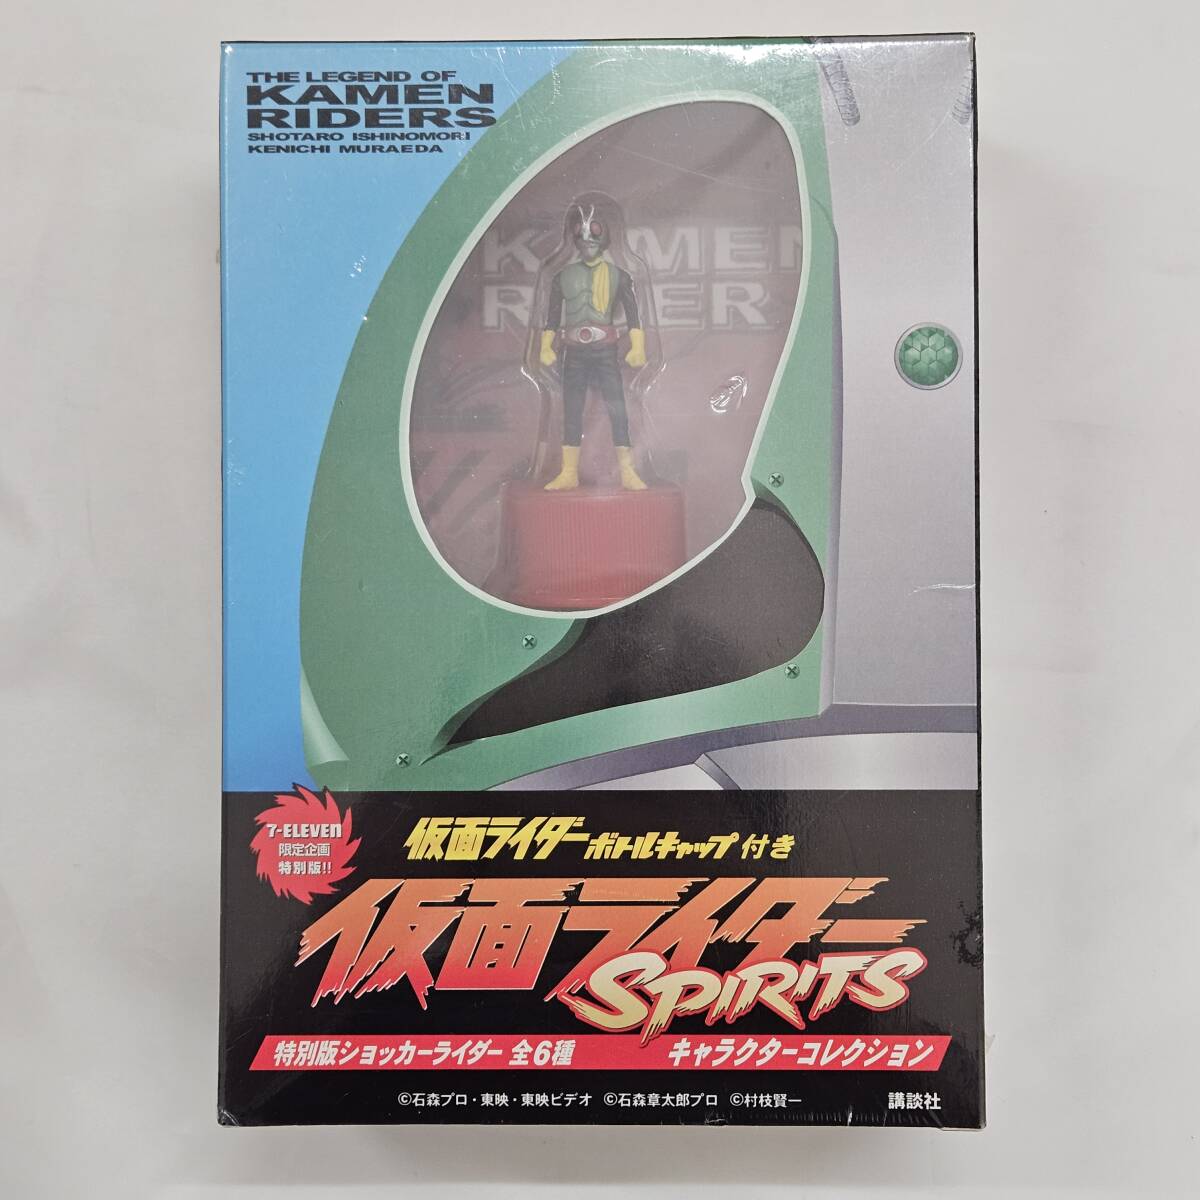 THE LEGEND OF
KAMEN
RIDERS
SHOTARO ISHINOMORI
KENICHI MURAEDA
KAMEN
RIDER
7-ELEVEN
限定企画
特別版!!
仮面ライダーボトルキャップ付き
仮面ライダー
SPIRITS
特別版ショッカーライダー 全6種 キャラクターコレクション
©石森プロ・東映・東映ビデオ ©石森章太郎プロ ©村枝賢一 講談社